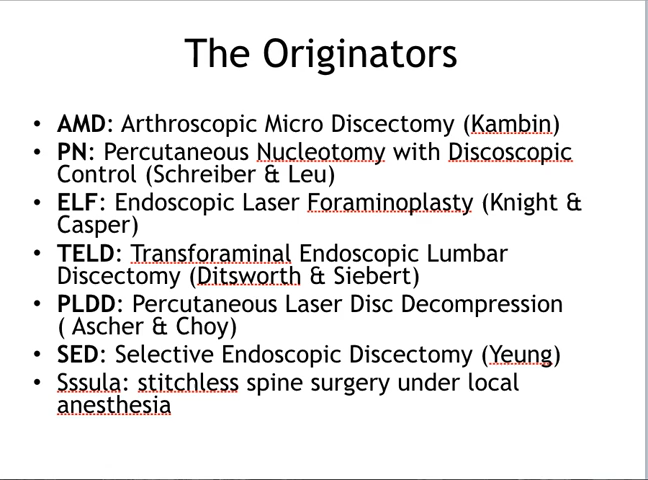 The Originators
• AMD: Arthroscopic Micro Discectomy (Kambin)
• PN: Percutaneous Nucleotomy with Discoscopic
Control (Schreiber & Leu)
• ELF: Endoscopic Laser Foraminoplasty (Knight &
Casper)
• TELD: Transforaminal Endoscopic Lumbar
Discectomy (Ditsworth & Siebert)
• PLDD: Percutaneous Laser Disc Decompression
( Ascher & Choy)
• SED: Selective Endoscopic Discectomy (Yeung)
• Sssula: stitchless spine surgery under local
anesthesia